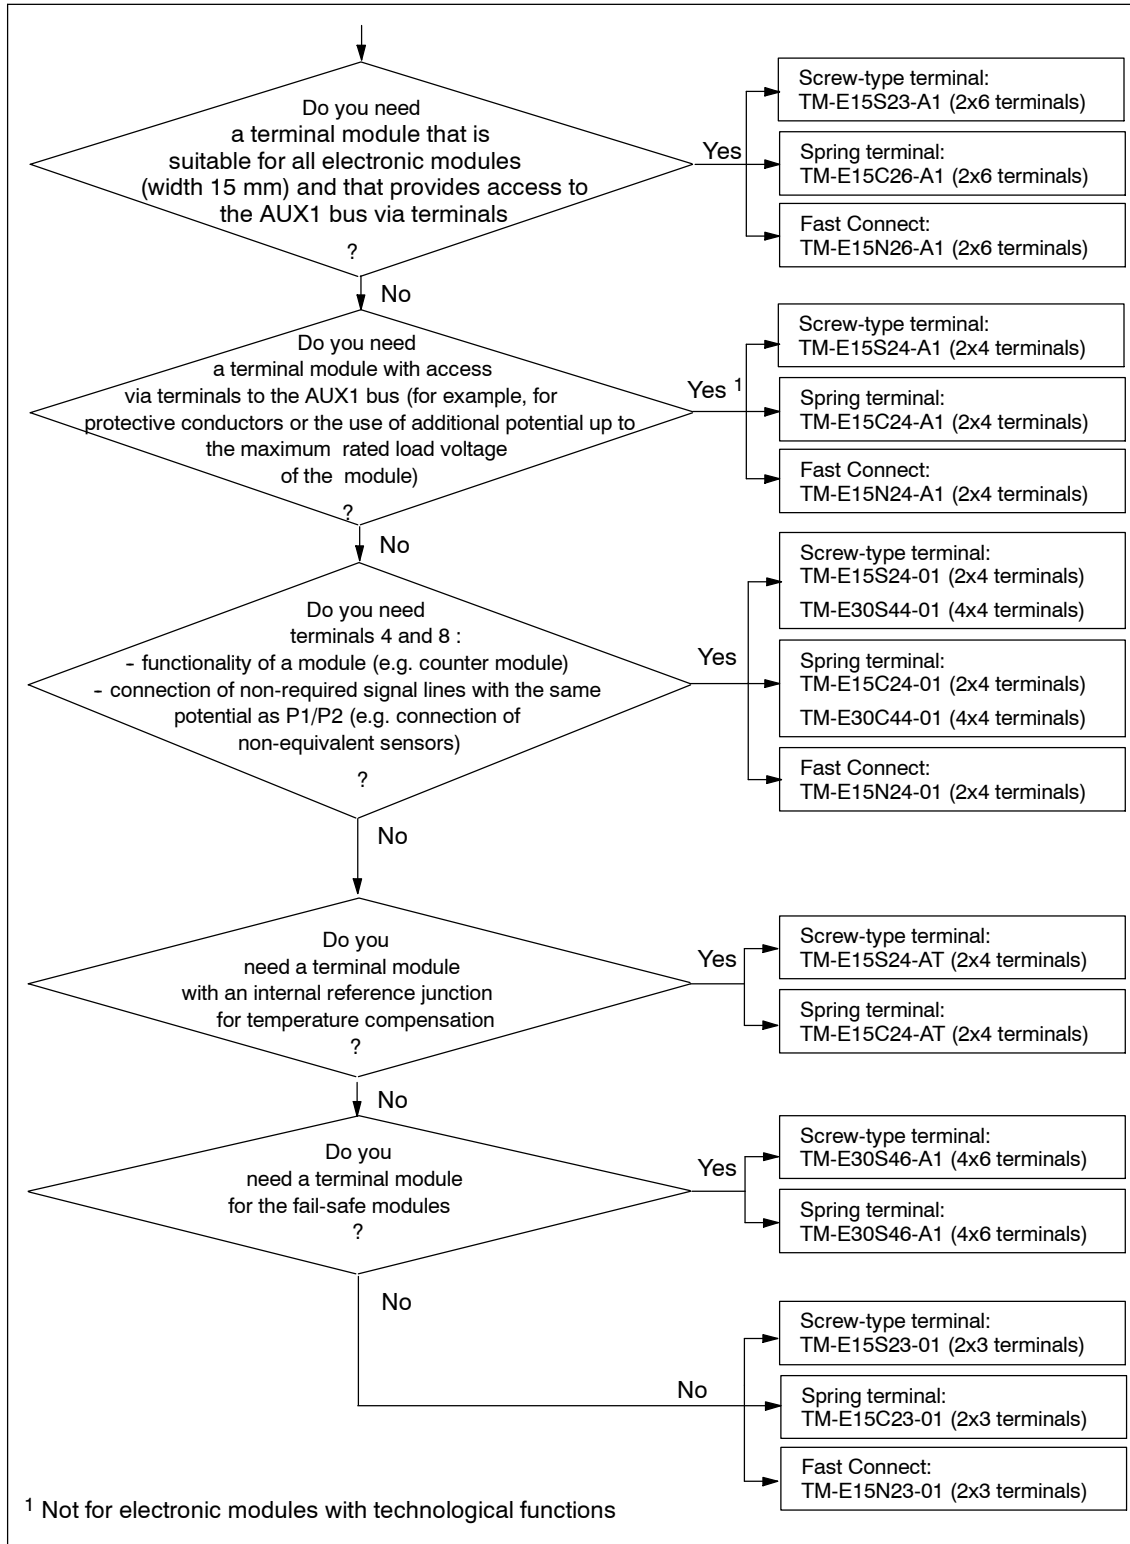 Do you need
a terminal module that is
suitable for all electronic modules
(width 15 mm) and that provides access to
the AUX1 bus via terminals
?
Yes
Screw-type terminal:
TM-E15S23-A1 (2x6 terminals)
Spring terminal:
TM-E15C26-A1 (2x6 terminals)
Fast Connect:
TM-E15N26-A1 (2x6 terminals)
No
Do you need
a terminal module with access
via terminals to the AUX1 bus (for example, for
protective conductors or the use of additional potential up to
the maximum rated load voltage
of the module)
?
Yes 1
Screw-type terminal:
TM-E15S24-A1 (2x4 terminals)
Spring terminal:
TM-E15C24-A1 (2x4 terminals)
Fast Connect:
TM-E15N24-A1 (2x4 terminals)
No
Do you need
terminals 4 and 8 :
- functionality of a module (e.g. counter module)
- connection of non-required signal lines with the same
potential as P1/P2 (e.g. connection of
non-equivalent sensors)
?
Yes
Screw-type terminal:
TM-E15S24-01 (2x4 terminals)
TM-E30S44-01 (4x4 terminals)
Spring terminal:
TM-E15C24-01 (2x4 terminals)
TM-E30C44-01 (4x4 terminals)
Fast Connect:
TM-E15N24-01 (2x4 terminals)
No
Do you
need a terminal module
with an internal reference junction
for temperature compensation
?
Yes
Screw-type terminal:
TM-E15S24-AT (2x4 terminals)
Spring terminal:
TM-E15C24-AT (2x4 terminals)
No
Do you
need a terminal module
for the fail-safe modules
?
Yes
Screw-type terminal:
TM-E30S46-A1 (4x6 terminals)
Spring terminal:
TM-E30S46-A1 (4x6 terminals)
No
No
Screw-type terminal:
TM-E15S23-01 (2x3 terminals)
Spring terminal:
TM-E15C23-01 (2x3 terminals)
Fast Connect:
TM-E15N23-01 (2x3 terminals)
1 Not for electronic modules with technological functions